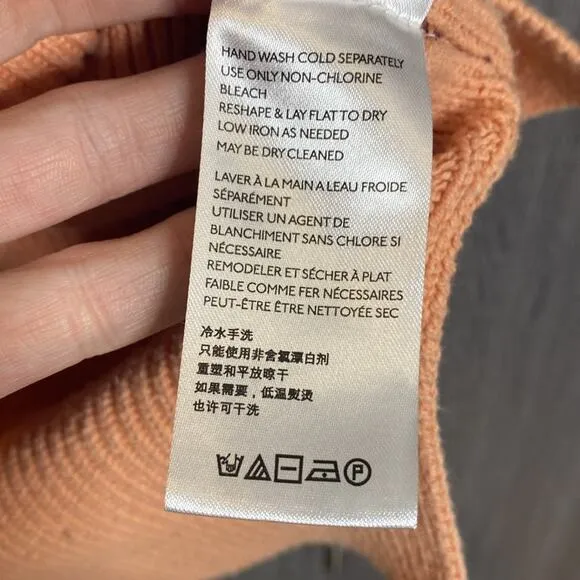 HAND WASH COLD SEPARATELY
USE ONLY NON-CHLORINE
BLEACH
RESHAPE & LAY FLAT TO DRY
LOW IRON AS NEEDED
MAY BE DRY CLEANED
LAVER À LA MAIN A LEAU FROIDE
SÉPARÉMENT
UTILISER UN AGENT DE
BLANCHIMENT SANS CHLORE SI
NÉCESSAIRE
REMODELER ET SÉCHER À PLAT
FAIBLE COMME FER NÉCESSAIRES
PEUT-ÊTRE ÊTRE NETTOYÉE SEC
冷水手洗
只能使用非含氯漂白剂
重塑和平放晾干
如果需要，低温熨烫
也许可干洗
P